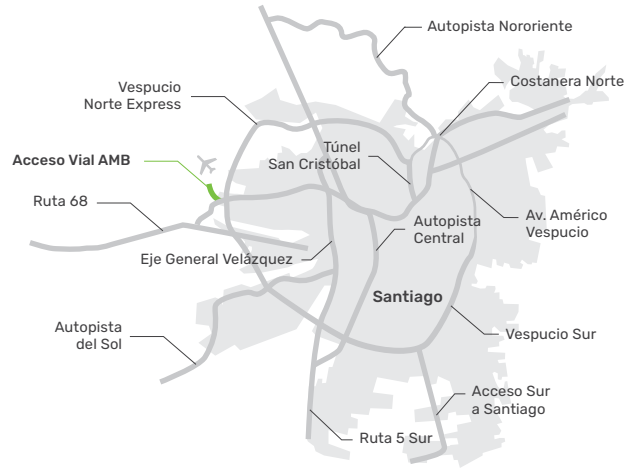 Autopista Nororiente
Costanera Norte
Vespucio
Norte Express
Túnel
San Cristóbal
Acceso Vial AMB
Ruta 68
Av. Américo
Vespucio
Autopista
Central
Eje General Velázquez
Santiago
Autopista
del Sol
Vespucio Sur
Acceso Sur
a Santiago
Ruta 5 Sur